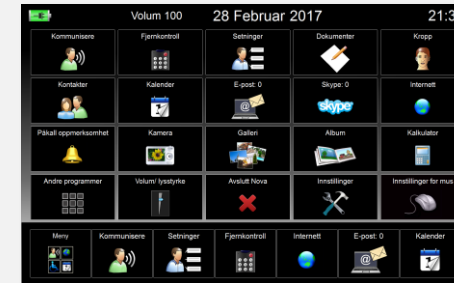 Volum 100 28 Februar 2017 21:3
Kommunisere Fjernkontroll Setninger Dokumenter Kropp
Kontakter Kalender E-post: 0 Skype: 0 Internett
skype
Påkall oppmerksomhet Kamera Galleri Album Kalkulator
Andre programmer Volum/ lysstyrke Avslutt Nova Innstillinger Innstillinger for mus
Meny Kommunisere Setninger Fjernkontroll Internett E-post: 0 Kalender